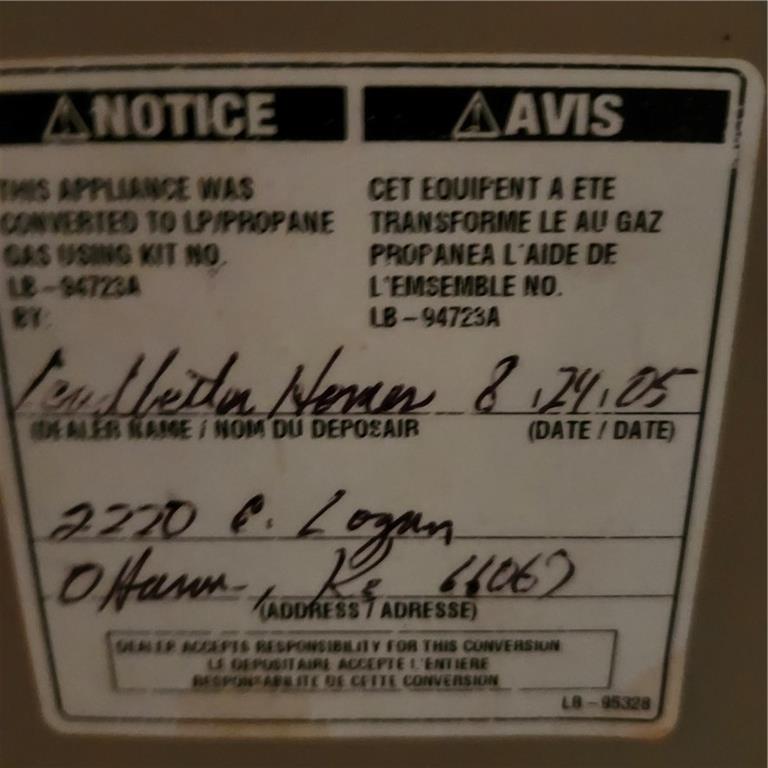 NOTICE
THIS APPLIANCE WAS
CONVERTED TO LP/PROPANE
GAS USING KIT NO.
LB-94723A
BY:
AVIS
CET EQUIPENT A ETE
TRANSFORME LE AU GAZ
PROPANEA L'AIDE DE
L'EMSEMBLE NO.
LB-94723A
8.24.05
(DEALER NAME / NOM DU DEPOSAIR (DATE / DATE)
2220 E. Logan
Ottawa, Ks 66067
(ADDRESS / ADRESSE)
DEALER ACCEPTS RESPONSIBILITY FOR THIS CONVERSION
LE DEPOSITAIRE ACCEPTE L'ENTIERE
RESPONSABILITE DE CETTE CONVERSION
LB-95328